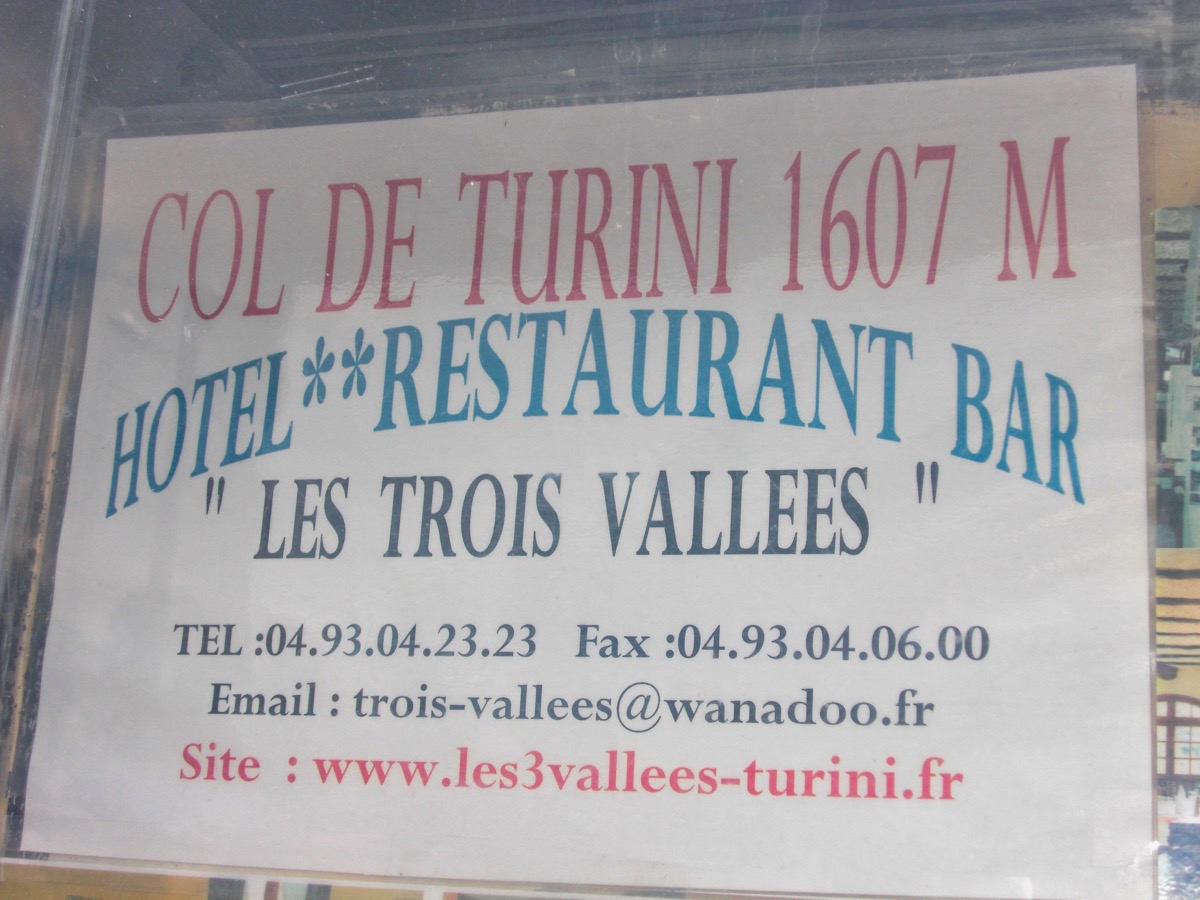 COL DE TURINI 1607 M
HOTEL**RESTAURANT BAR
" LES TROIS VALLEES "
TEL :04.93.04.23.23 Fax :04.93.04.06.00
Email : trois-vallees@wanadoo.fr
Site : www.les3vallees-turini.fr